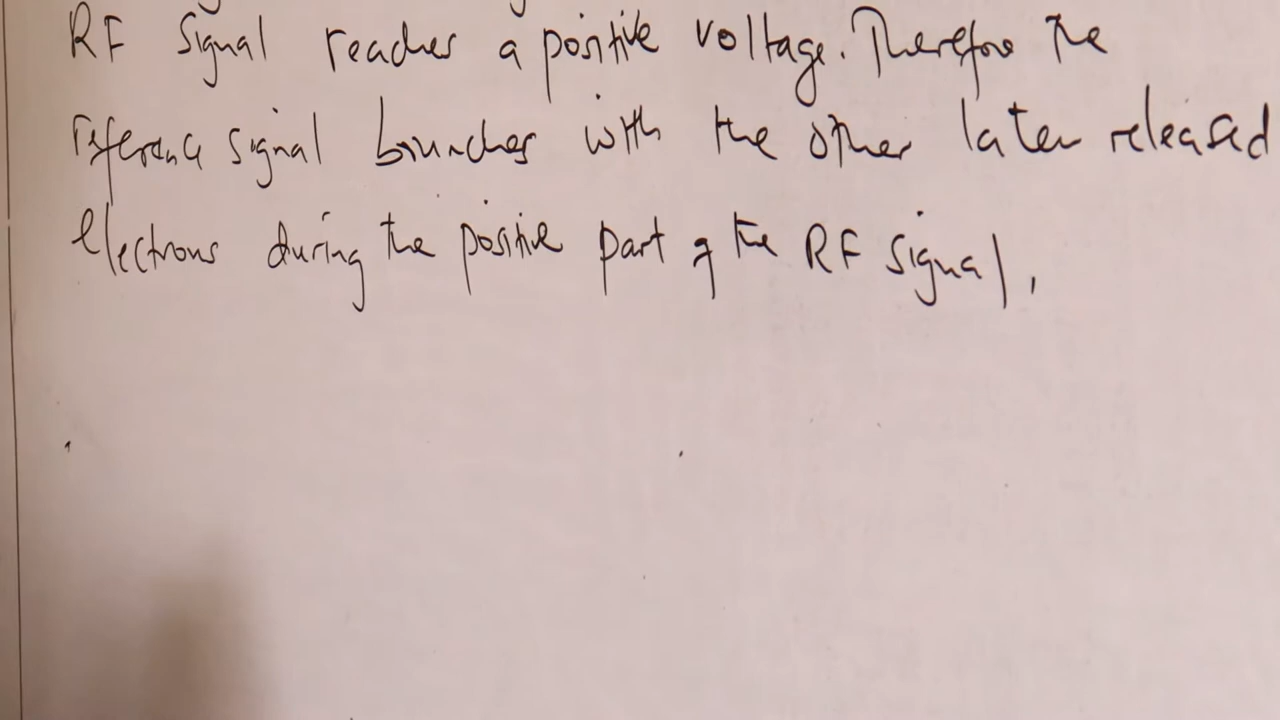 RF Signal reaches a positive voltage. Therefore the
reference signal bunches with the other later released
electrons during the positive part of the RF signal.